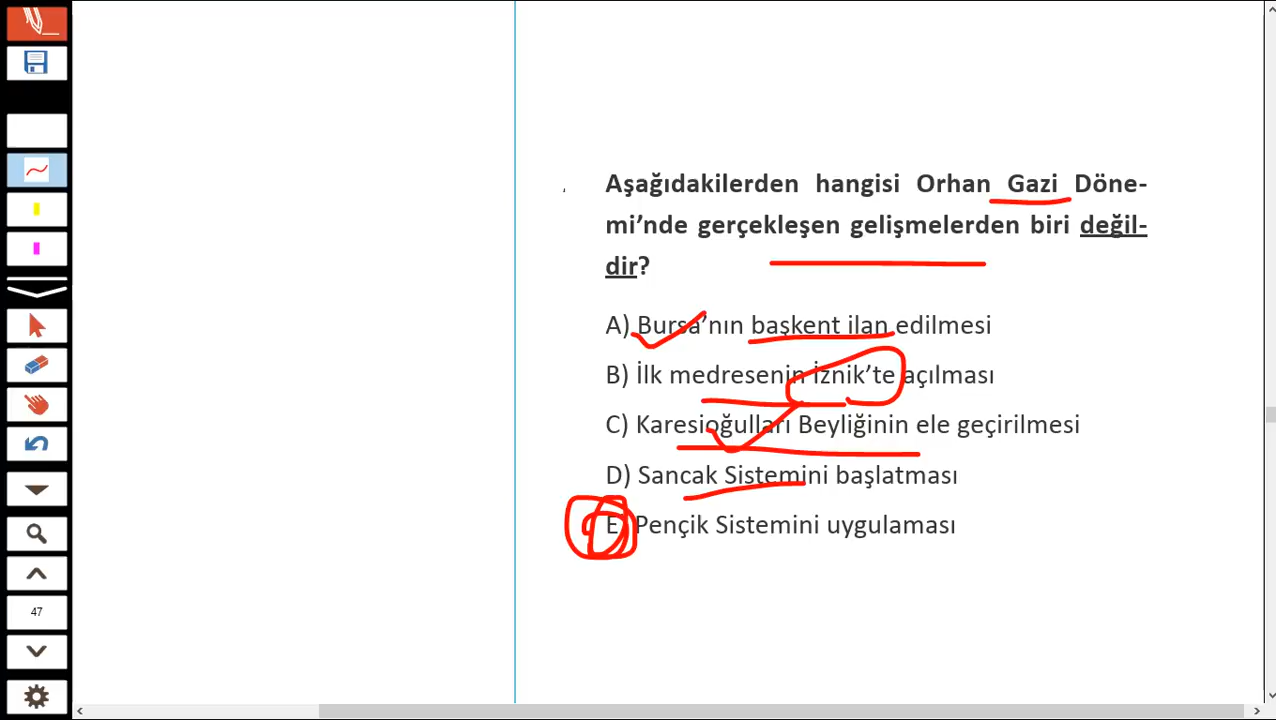 Aşağıdakilerden hangisi Orhan Gazi Döne-
mi’nde gerçekleşen gelişmelerden biri değil-
dir?
A) Bursa’nın başkent ilan edilmesi
B) İlk medresenin İznik’te açılması
C) Karesioğulları Beyliğinin ele geçirilmesi
D) Sancak Sistemini başlatması
E) Pençik Sistemini uygulaması
47